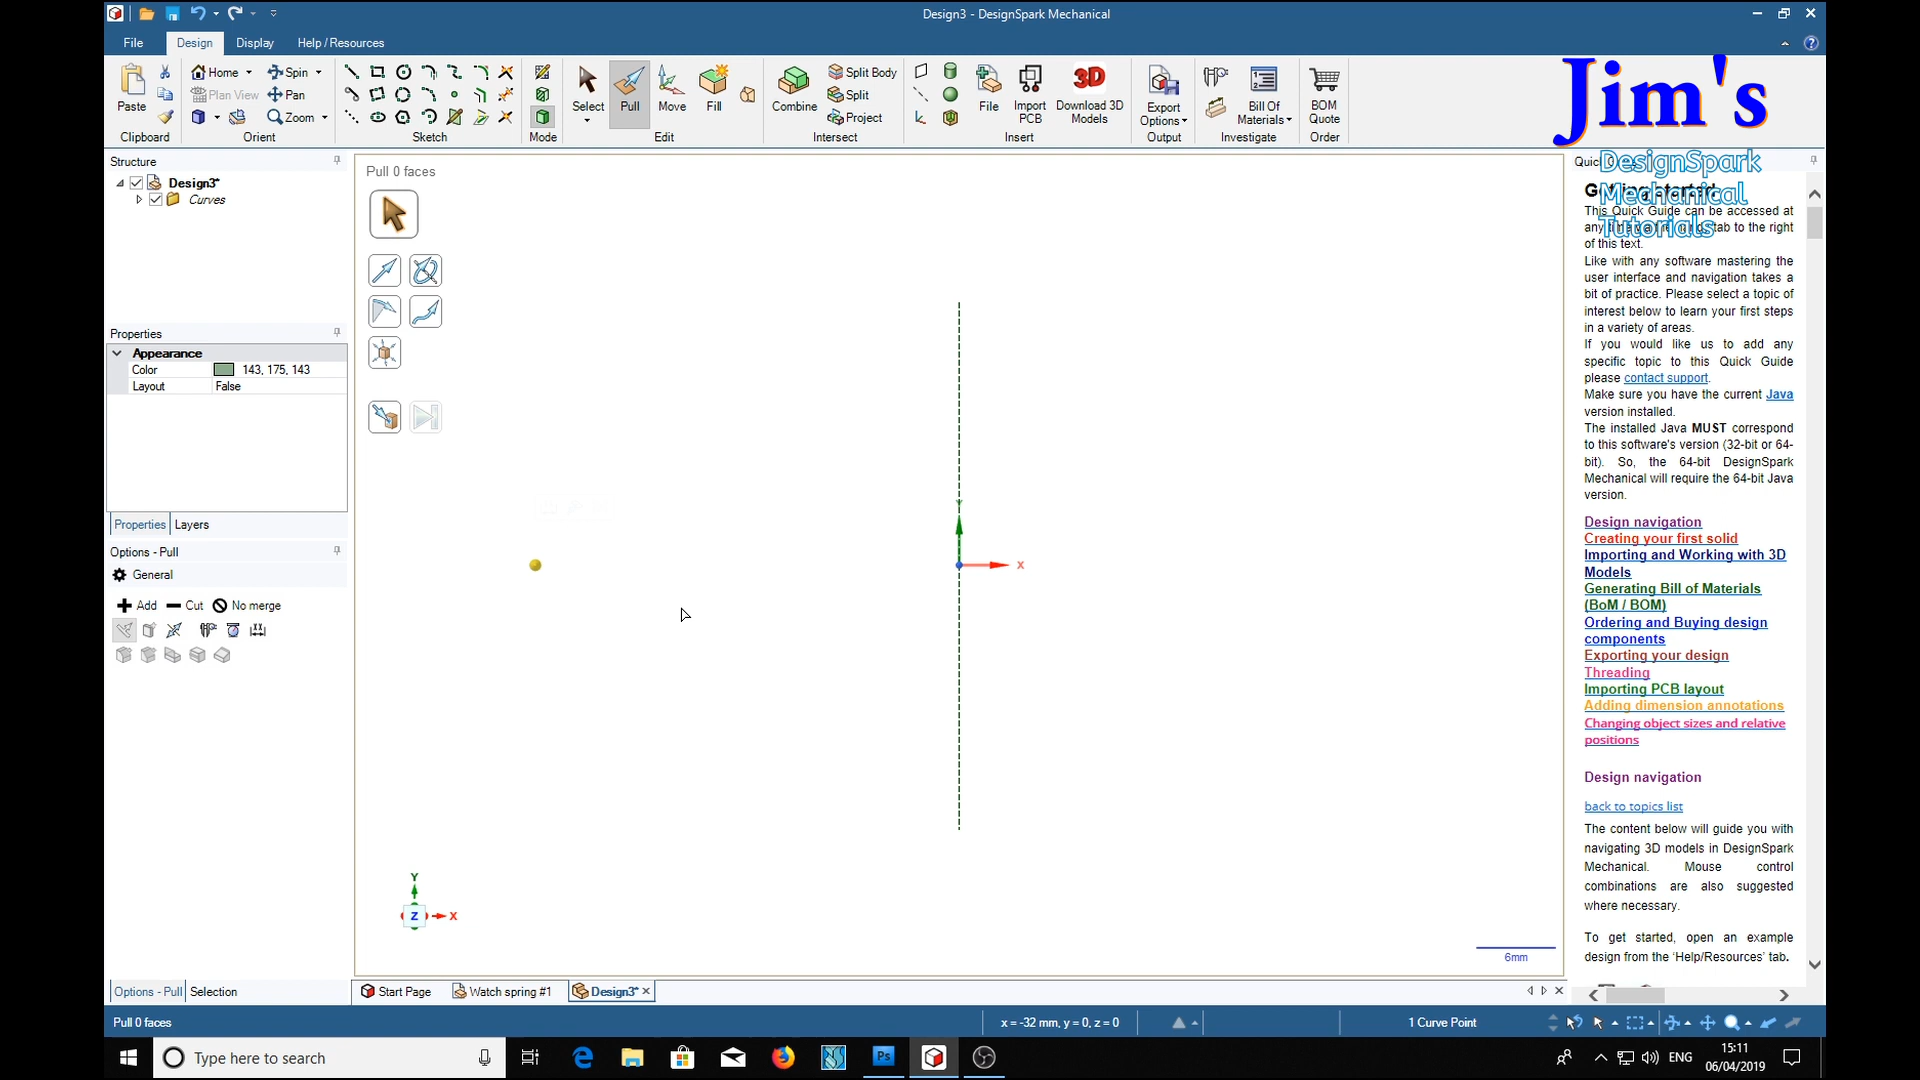 Design3 - DesignSpark Mechanical
File
Design
Display
Help / Resources
Paste
Clipboard
Home
Spin
Plan View
Pan
Zoom
Orient
Sketch
Mode
Select
Pull
Move
Fill
Edit
Combine
Split Body
Split
Project
Intersect
File
Import PCB
Download 3D Models
Insert
Export Options
Output
Bill Of Materials
Investigate
BOM Quote
Order
Jim's
DesignSpark
Mechanical
Tutorials
Structure
Design3*
Curves
Properties
Appearance
Color 143, 175, 143
Layout False
Properties Layers
Options - Pull
General
Add Cut No merge
Options - Pull Selection
Pull 0 faces
Y
X
Y
Z
X
6mm
This Quick Guide can be accessed at
tab to the right
of this text.
Like with any software mastering the
user interface and navigation takes a
bit of practice. Please select a topic of
interest below to learn your first steps
in a variety of areas.
If you would like us to add any
specific topic to this Quick Guide
please contact support.
Make sure you have the current Java
version installed.
The installed Java MUST correspond
to this software's version (32-bit or 64-
bit). So, the 64-bit DesignSpark
Mechanical will require the 64-bit Java
version.
Design navigation
Creating your first solid
Importing and Working with 3D
Models
Generating Bill of Materials
(BoM / BOM)
Ordering and Buying design
components
Exporting your design
Threading
Importing PCB layout
Adding dimension annotations
Changing object sizes and relative
positions
Design navigation
back to topics list
The content below will guide you with
navigating 3D models in DesignSpark
Mechanical. Mouse control
combinations are also suggested
where necessary.
To get started, open an example
design from the 'Help/Resources' tab.
Start Page
Watch spring #1
Design3*
Pull 0 faces
x = -32 mm, y = 0, z = 0
1 Curve Point
Type here to search
Ps
ENG
15:11
06/04/2019